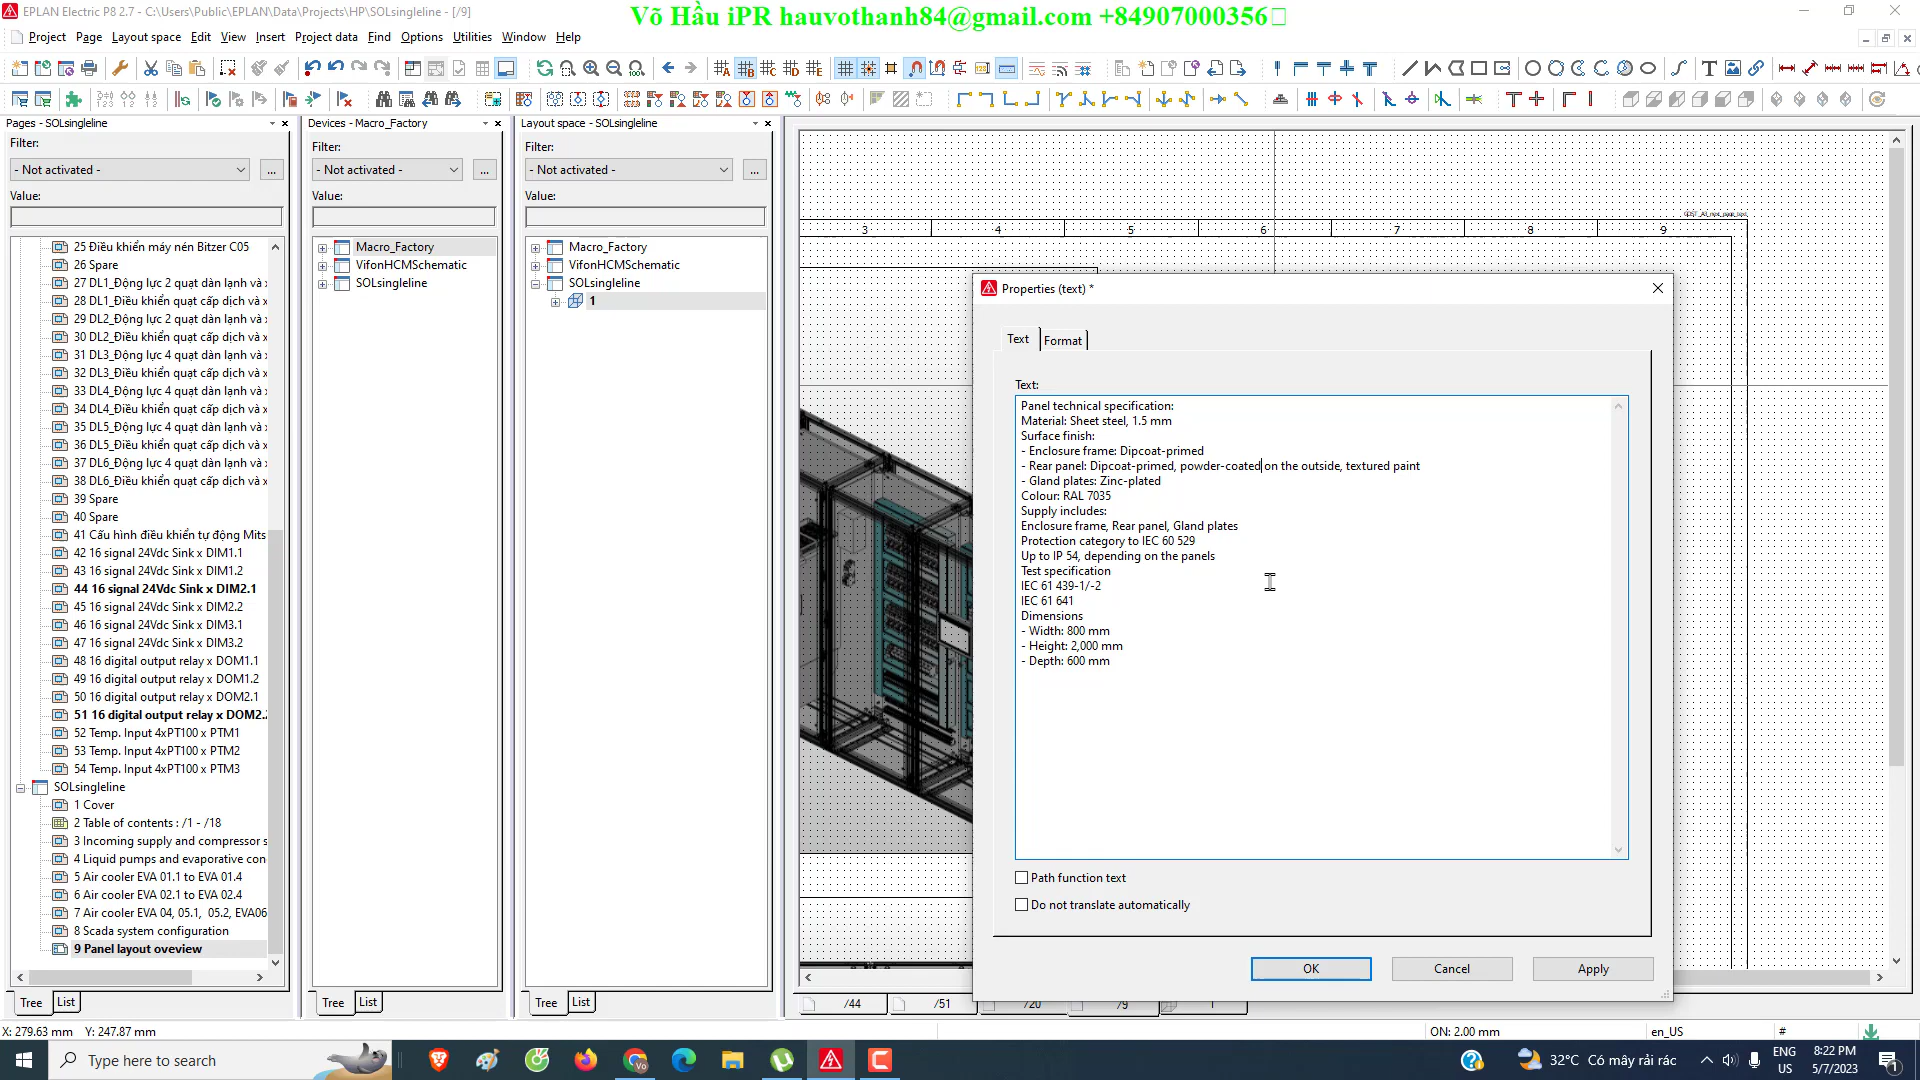 EPLAN Electric P8 2.7 - C:\Users\Public\EPLAN\Data\Projects\HP\SOLsingleline - [/9]
Võ Hầu iPR hauvothanh84@gmail.com +84907000356
Project Page Layout space Edit View Insert Project data Find Options Utilities Window Help
Pages - SOLsingleline
Filter:
- Not activated -
...
Value:
25 Điều khiển máy nén Bitzer C05
26 Spare
27 DL1_Động lực 2 quạt dàn lạnh và x
28 DL1_Điều khiển quạt cấp dịch và x
29 DL2_Động lực 2 quạt dàn lạnh và x
30 DL2_Điều khiển quạt cấp dịch và x
31 DL3_Động lực 4 quạt dàn lạnh và x
32 DL3_Điều khiển quạt cấp dịch và x
33 DL4_Động lực 4 quạt dàn lạnh và x
34 DL4_Điều khiển quạt cấp dịch và x
35 DL5_Động lực 4 quạt dàn lạnh và x
36 DL5_Điều khiển quạt cấp dịch và x
37 DL6_Động lực 4 quạt dàn lạnh và x
38 DL6_Điều khiển quạt cấp dịch và x
39 Spare
40 Spare
41 Cấu hình điều khiển tự động Mits
42 16 signal 24Vdc Sink x DIM1.1
43 16 signal 24Vdc Sink x DIM1.2
44 16 signal 24Vdc Sink x DIM2.1
45 16 signal 24Vdc Sink x DIM2.2
46 16 signal 24Vdc Sink x DIM3.1
47 16 signal 24Vdc Sink x DIM3.2
48 16 digital output relay x DOM1.1
49 16 digital output relay x DOM1.2
50 16 digital output relay x DOM2.1
51 16 digital output relay x DOM2.2
52 Temp. Input 4xPT100 x PTM1
53 Temp. Input 4xPT100 x PTM2
54 Temp. Input 4xPT100 x PTM3
SOLsingleline
1 Cover
2 Table of contents : /1 - /18
3 Incoming supply and compressor s
4 Liquid pumps and evaporative con
5 Air cooler EVA 01.1 to EVA 01.4
6 Air cooler EVA 02.1 to EVA 02.4
7 Air cooler EVA 04, 05.1, 05.2, EVA06
8 Scada system configuration
9 Panel layout oveview
Tree List
Devices - Macro_Factory
Filter:
- Not activated -
...
Value:
Macro_Factory
VifonHCMSchematic
SOLsingleline
Tree List
Layout space - SOLsingleline
Filter:
- Not activated -
...
Value:
Macro_Factory
VifonHCMSchematic
SOLsingleline
1
Tree List
3 4 5 6 7 8 9
Properties (text) *
Text Format
Text:
Panel technical specification:
Material: Sheet steel, 1.5 mm
Surface finish:
- Enclosure frame: Dipcoat-primed
- Rear panel: Dipcoat-primed, powder-coated on the outside, textured paint
- Gland plates: Zinc-plated
Colour: RAL 7035
Supply includes:
Enclosure frame, Rear panel, Gland plates
Protection category to IEC 60 529
Up to IP 54, depending on the panels
Test specification
IEC 61 439-1/-2
IEC 61 641
Dimensions
- Width: 800 mm
- Height: 2,000 mm
- Depth: 600 mm
Path function text
Do not translate automatically
OK Cancel Apply
/44 /51 /20 /9 1
X: 279.63 mm Y: 247.87 mm
ON: 2.00 mm
en_US
#
Type here to search
32°C Có mây rải rác
ENG
US
8:22 PM
5/7/2023
1